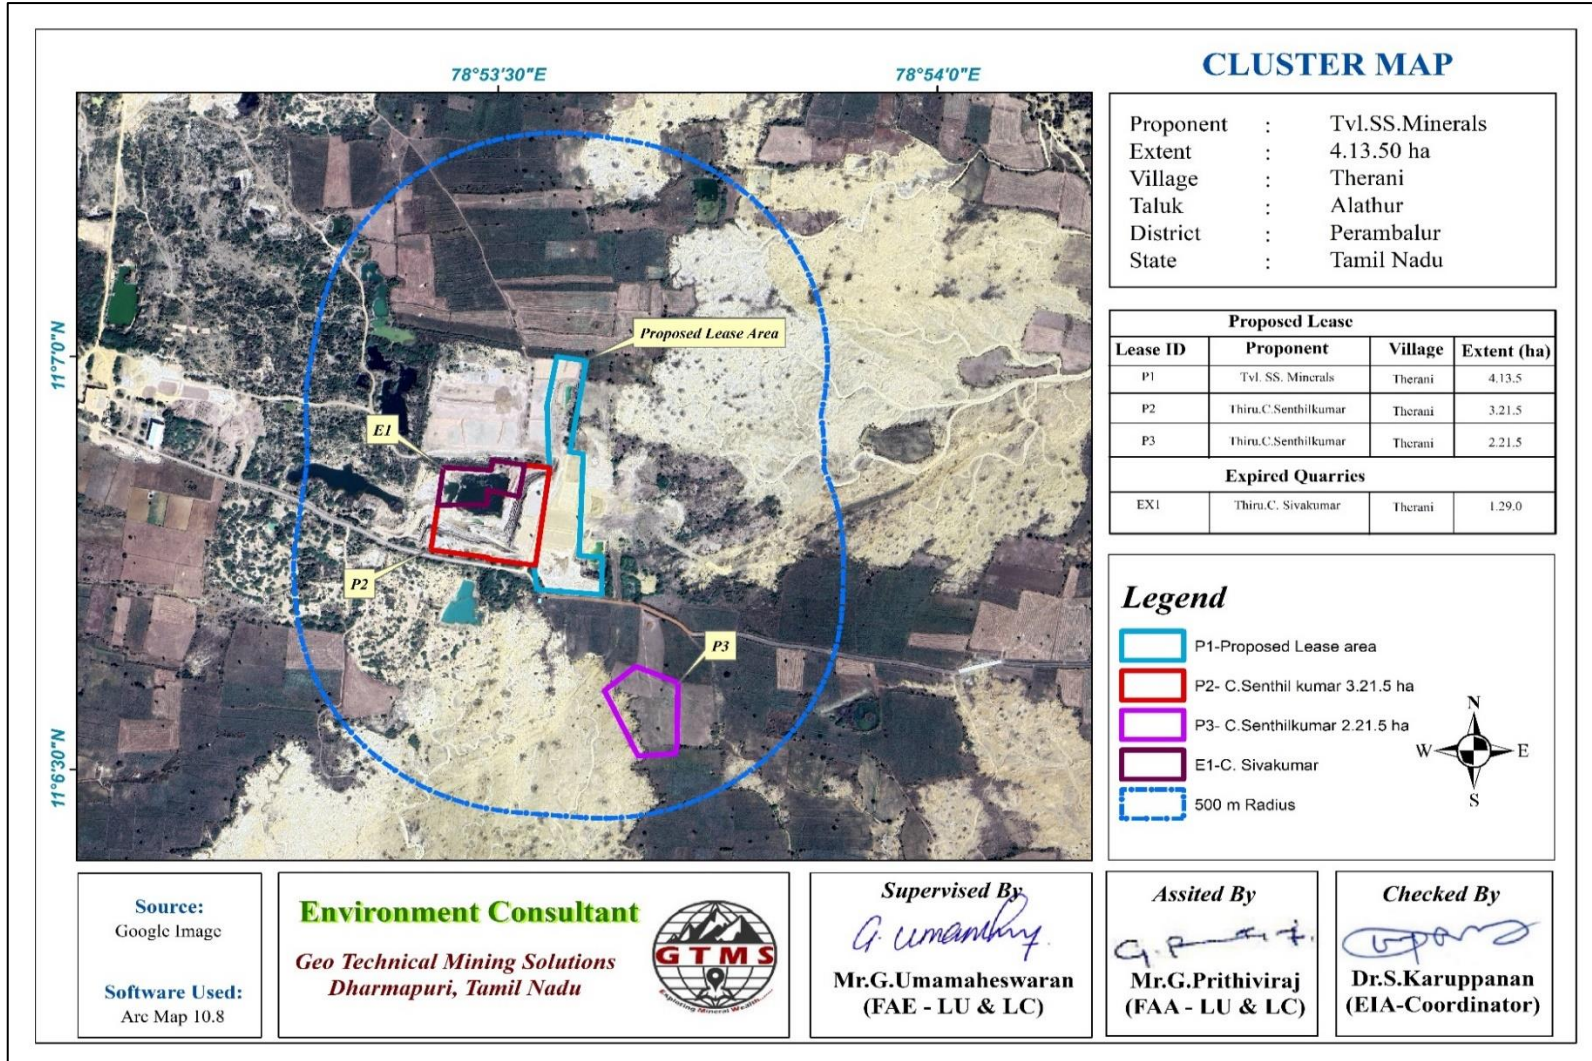 CLUSTER MAP
78°53'30"E
78°54'0"E
11°7'0"N
11°6'30"N
Proposed Lease Area
E1
P2
P3
Proponent : Tvl.SS.Minerals
Extent : 4.13.50 ha
Village : Therani
Taluk : Alathur
District : Perambalur
State : Tamil Nadu
Proposed Lease
Lease ID Proponent Village Extent (ha)
P1 Tvl. SS. Minerals Therani 4.13.5
P2 Thiru.C.Senthilkumar Therani 3.21.5
P3 Thiru.C.Senthilkumar Therani 2.21.5
Expired Quarries
EX1 Thiru.C. Sivakumar Therani 1.29.0
Legend
P1-Proposed Lease area
P2- C.Senthil kumar 3.21.5 ha
P3- C.Senthilkumar 2.21.5 ha
E1-C. Sivakumar
500 m Radius
N
W E
S
Source:
Google Image
Software Used:
Arc Map 10.8
Environment Consultant
Geo Technical Mining Solutions
Dharmapuri, Tamil Nadu
GTMS
Exploring Mineral Wealth
Supervised By
Mr.G.Umamaheswaran
(FAE - LU & LC)
Assited By
Mr.G.Prithiviraj
(FAA - LU & LC)
Checked By
Dr.S.Karuppanan
(EIA-Coordinator)